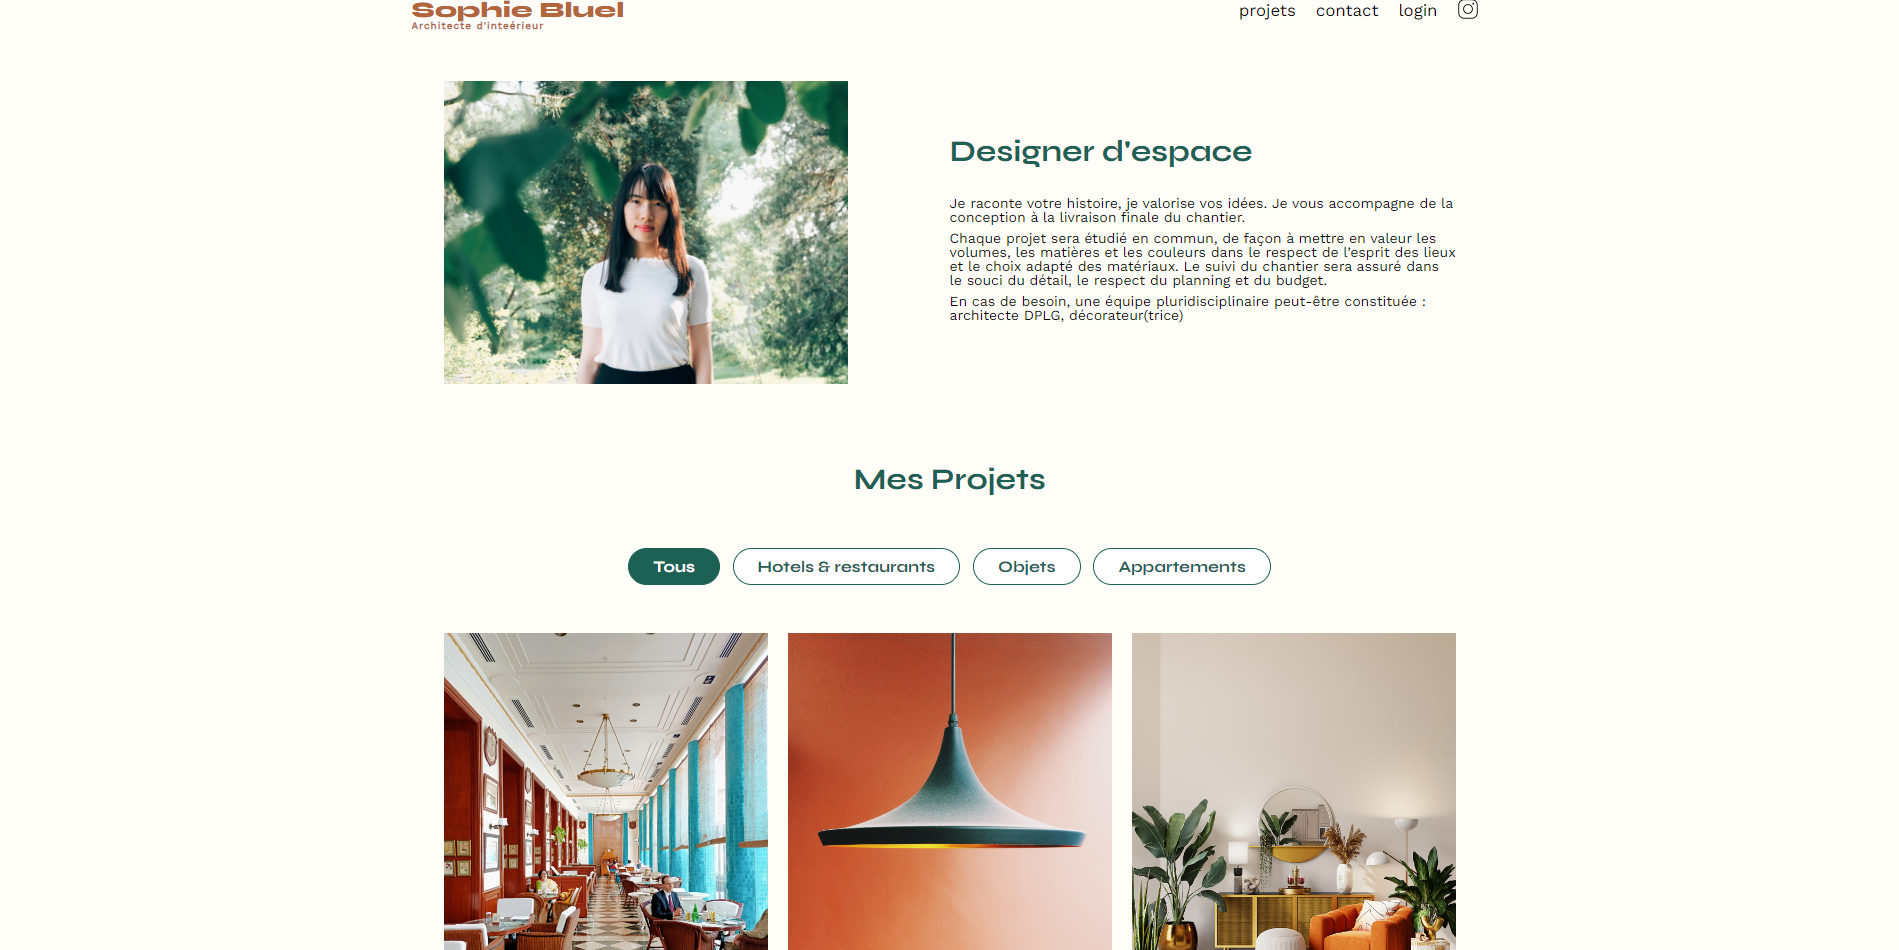 Sophie Bluel
Architecte d'inteérieur
projets contact login
Designer d'espace
Je raconte votre histoire, je valorise vos idées. Je vous accompagne de la
conception à la livraison finale du chantier.
Chaque projet sera étudié en commun, de façon à mettre en valeur les
volumes, les matières et les couleurs dans le respect de l’esprit des lieux
et le choix adapté des matériaux. Le suivi du chantier sera assuré dans
le souci du détail, le respect du planning et du budget.
En cas de besoin, une équipe pluridisciplinaire peut-être constituée :
architecte DPLG, décorateur(trice)
Mes Projets
Tous Hotels & restaurants Objets Appartements